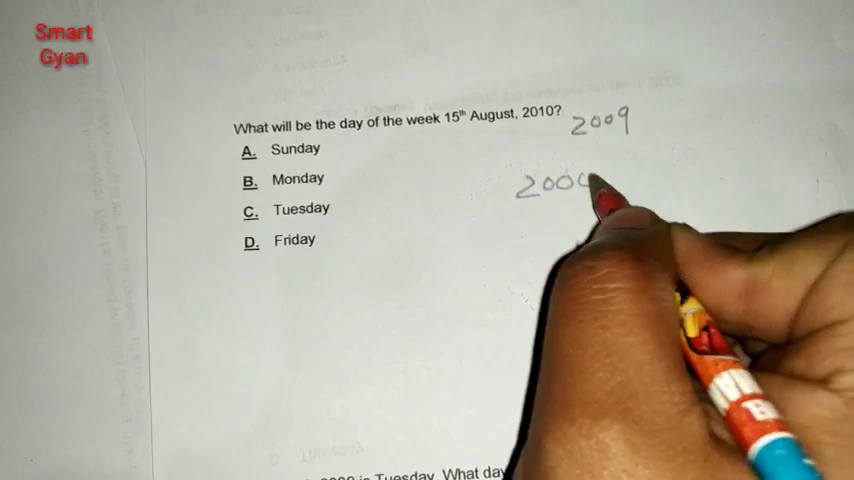 Smart
Gyan
What will be the day of the week 15th August, 2010?
2009
A. Sunday
B. Monday
200
C. Tuesday
D. Friday
is Tuesday. What day